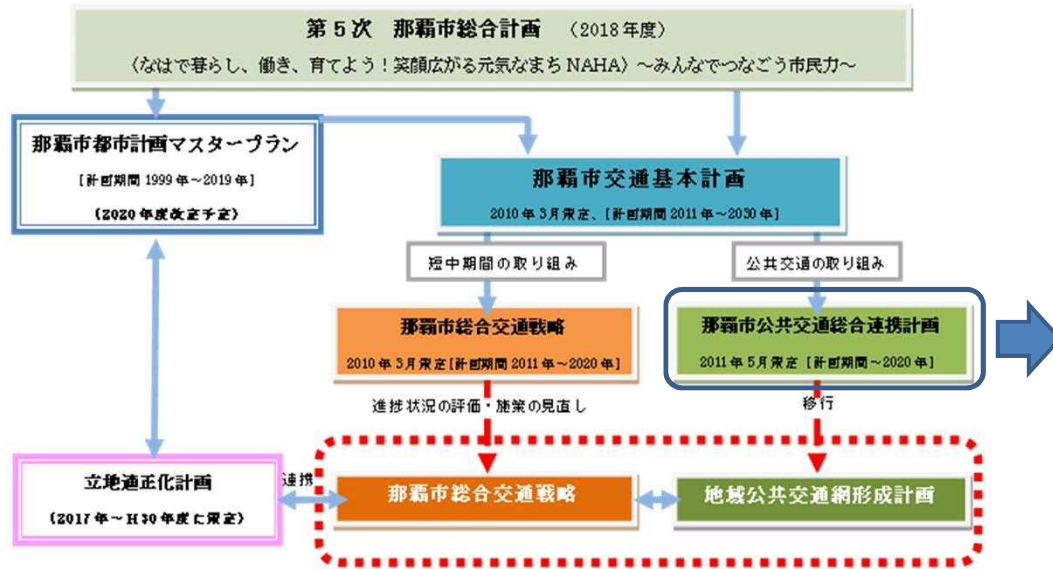 第5次 那覇市総合計画 (2018年度)
〈なはで暮らし、働き、育てよう！笑顔広がる元気なまちNAHA〉～みんなでつなごう市民力～
那覇市都市計画マスタープラン
[計画期間1999年～2019年]
(2020年度改定予定)
那覇市交通基本計画
2010年3月策定、[計画期間2011年～2030年]
短中期間の取り組み
公共交通の取り組み
那覇市総合交通戦略
2010年3月策定[計画期間2011年～2020年]
那覇市公共交通総合連携計画
2011年5月策定 [計画期間～2020年]
進捗状況の評価・施策の見直し
移行
立地適正化計画
(2017年～H30年度に策定)
連携
那覇市総合交通戦略
地域公共交通網形成計画